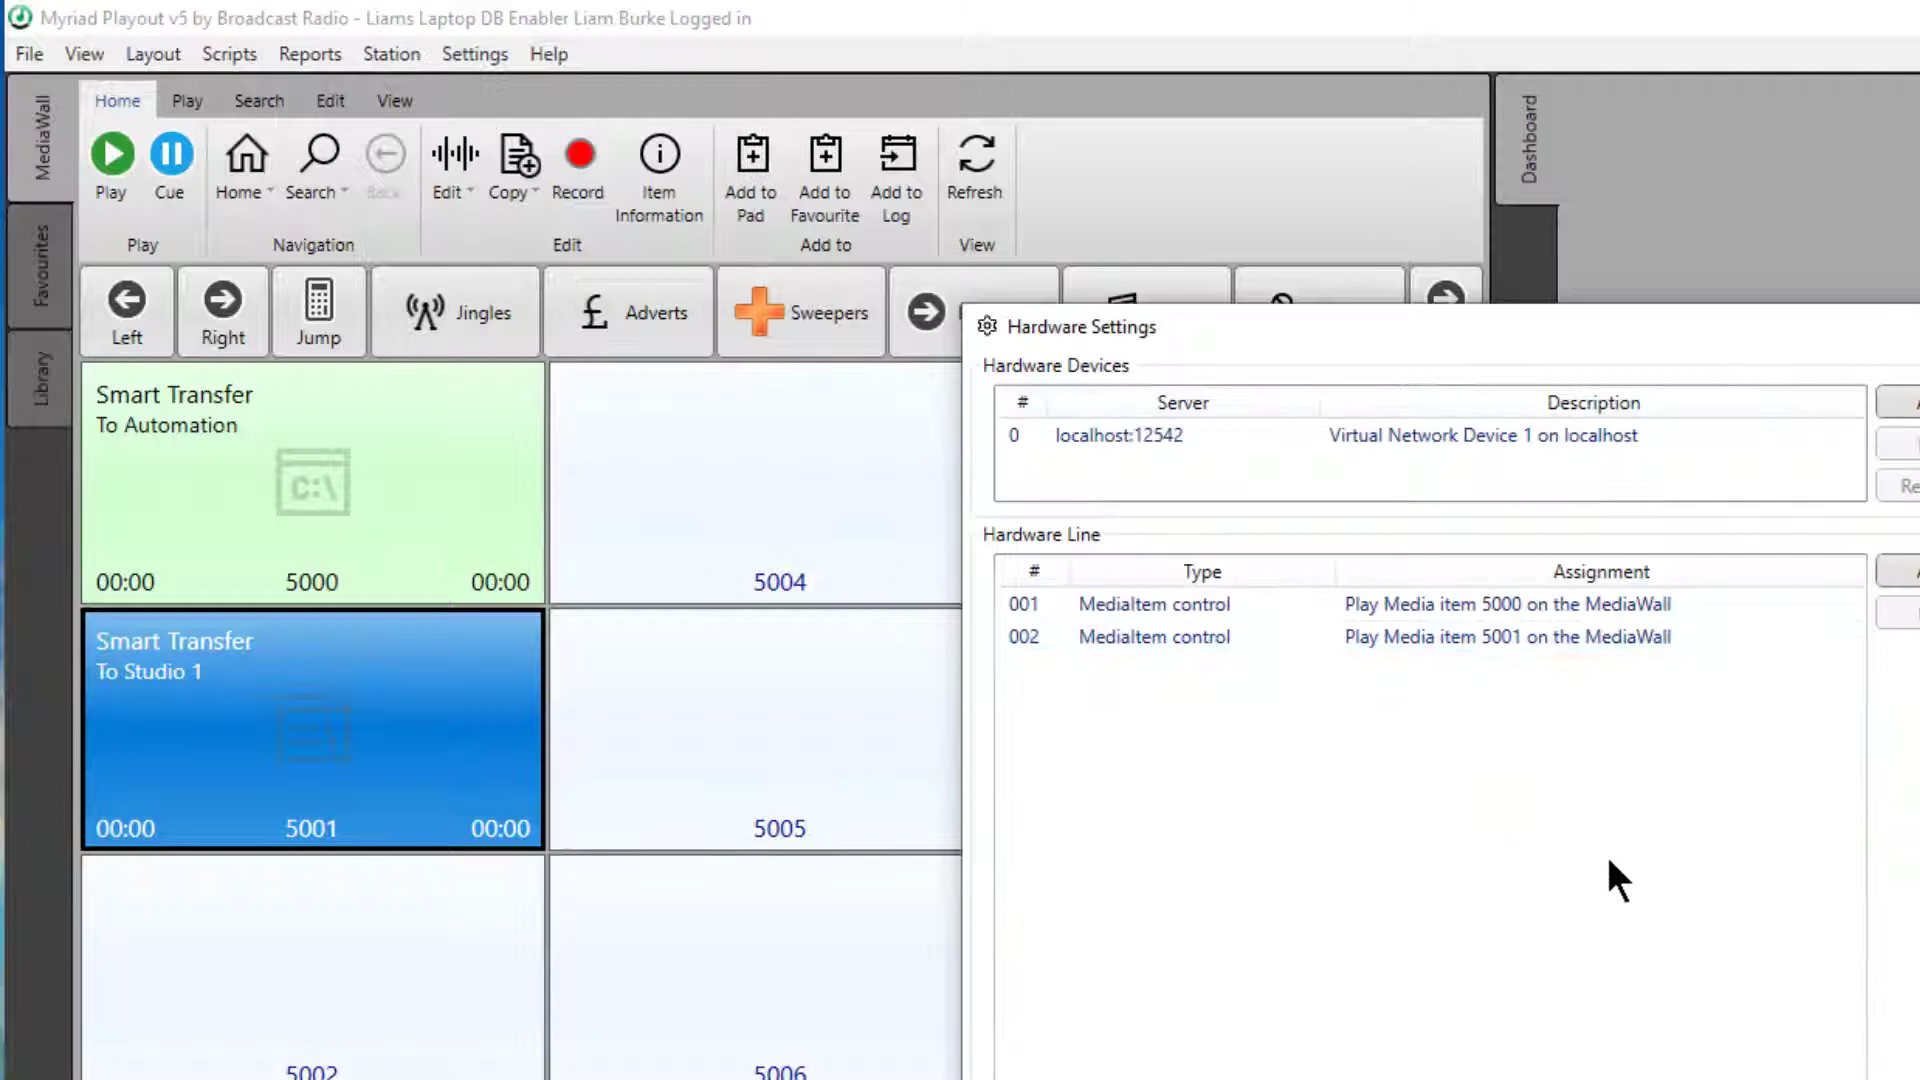 Myriad Playout v5 by Broadcast Radio - Liams Laptop DB Enabler Liam Burke Logged in
File View Layout Scripts Reports Station Settings Help
MediaWall
Favourites
Library
Dashboard
Home Play Search Edit View
Play Cue Home Search Back Edit Copy Record Item Information Add to Pad Add to Favourite Add to Log Refresh
Play Navigation Edit Add to View
Left Right Jump Jingles Adverts Sweepers
Smart Transfer
To Automation
C:\
00:00 5000 00:00
5004
Smart Transfer
To Studio 1
00:00 5001 00:00
5005
5002
5006
Hardware Settings
Hardware Devices
# Server Description
0 localhost:12542 Virtual Network Device 1 on localhost
Re
Hardware Line
# Type Assignment
001 MediaItem control Play Media item 5000 on the MediaWall
002 MediaItem control Play Media item 5001 on the MediaWall